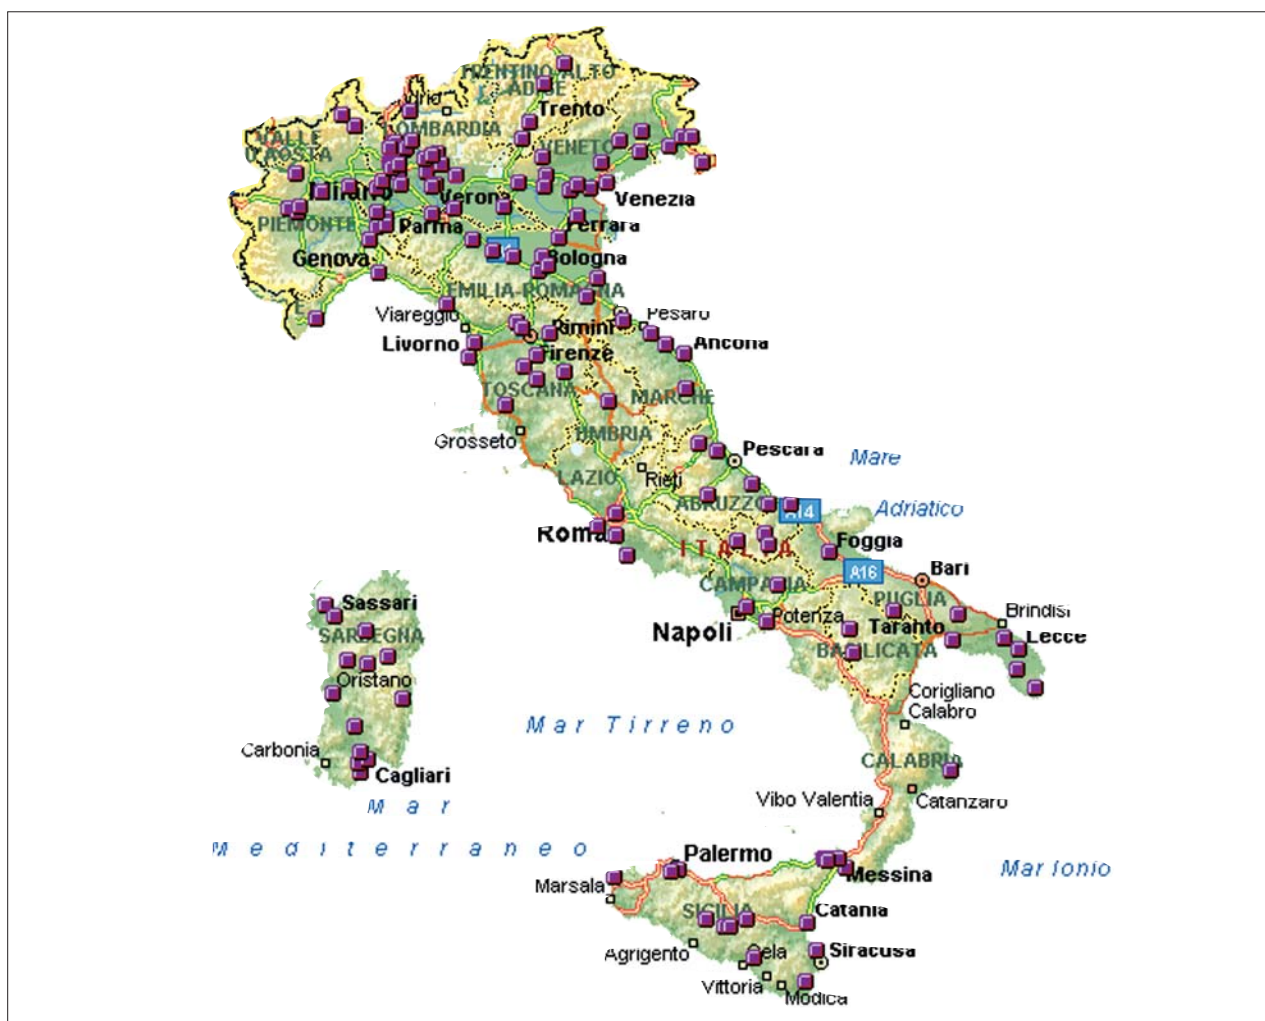 TRENTINO-ALTO
ADIGE
Trento
LOMBARDIA
VALLE
D'AOSTA
VENETO
Milano
Verona
Venezia
PIEMONTE
Parma
Ferrara
Genova
Bologna
EMILIA-ROMAGNA
Viareggio
Rimini
Pesaro
Livorno
Firenze
Ancona
TOSCANA
MARCHE
Grosseto
UMBRIA
Pescara
Mare
LAZIO
Rieti
ABRUZZO
A14
Adriatico
Roma
ITALIA
Foggia
CAMPANIA
A16
Bari
Sassari
PUGLIA
SARDEGNA
Napoli
Potenza
Taranto
Brindisi
Lecce
BASILICATA
Oristano
Corigliano
Calabro
Mar Tirreno
Carbonia
Cagliari
CALABRIA
Mar
Vibo Valentia
Catanzaro
Mediterraneo
Palermo
Messina
Mar Ionio
Marsala
SICILIA
Catania
Agrigento
Gela
Siracusa
Vittoria
Modica